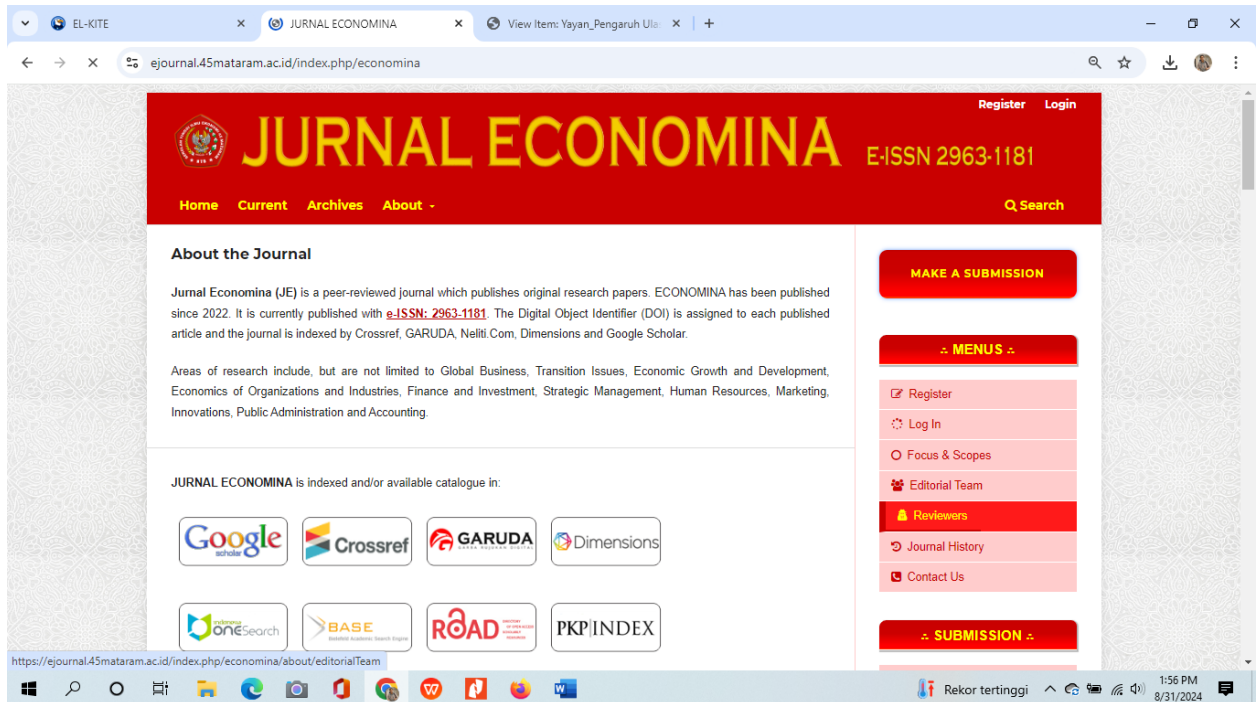 EL-KITE
JURNAL ECONOMINA
View Item: Yayan_Pengaruh Ula
ejournal.45mataram.ac.id/index.php/economina
Register Login
JURNAL ECONOMINA
E-ISSN 2963-1181
Home Current Archives About
Search
About the Journal
Jurnal Economina (JE) is a peer-reviewed journal which publishes original research papers. ECONOMINA has been published
since 2022. It is currently published with e-ISSN: 2963-1181. The Digital Object Identifier (DOI) is assigned to each published
article and the journal is indexed by Crossref, GARUDA, Neliti.Com, Dimensions and Google Scholar.
Areas of research include, but are not limited to Global Business, Transition Issues, Economic Growth and Development,
Economics of Organizations and Industries, Finance and Investment, Strategic Management, Human Resources, Marketing,
Innovations, Public Administration and Accounting.
JURNAL ECONOMINA is indexed and/or available catalogue in:
Google
scholar
Crossref
GARUDA
Dimensions
indonesia
OneSearch
BASE
ROAD
PKP|INDEX
MAKE A SUBMISSION
∴ MENUS ∴
Register
Log In
Focus & Scopes
Editorial Team
Reviewers
Journal History
Contact Us
∴ SUBMISSION ∴
https://ejournal.45mataram.ac.id/index.php/economina/about/editorialTeam
Rekor tertinggi
1:56 PM
8/31/2024